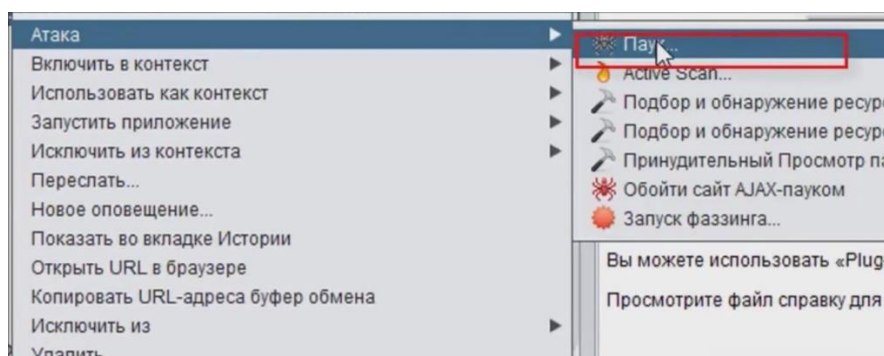 Атака
Включить в контекст
Использовать как контекст
Запустить приложение
Исключить из контекста
Переслать...
Новое оповещение...
Показать во вкладке Истории
Открыть URL в браузере
Копировать URL-адреса буфер обмена
Исключить из
Удалить
Паук...
Active Scan...
Подбор и обнаружение ресур
Подбор и обнаружение ресур
Принудительный Просмотр па
Обойти сайт AJAX-пауком
Запуск фаззинга...
Вы можете использовать «Plug
Просмотрите файл справку для